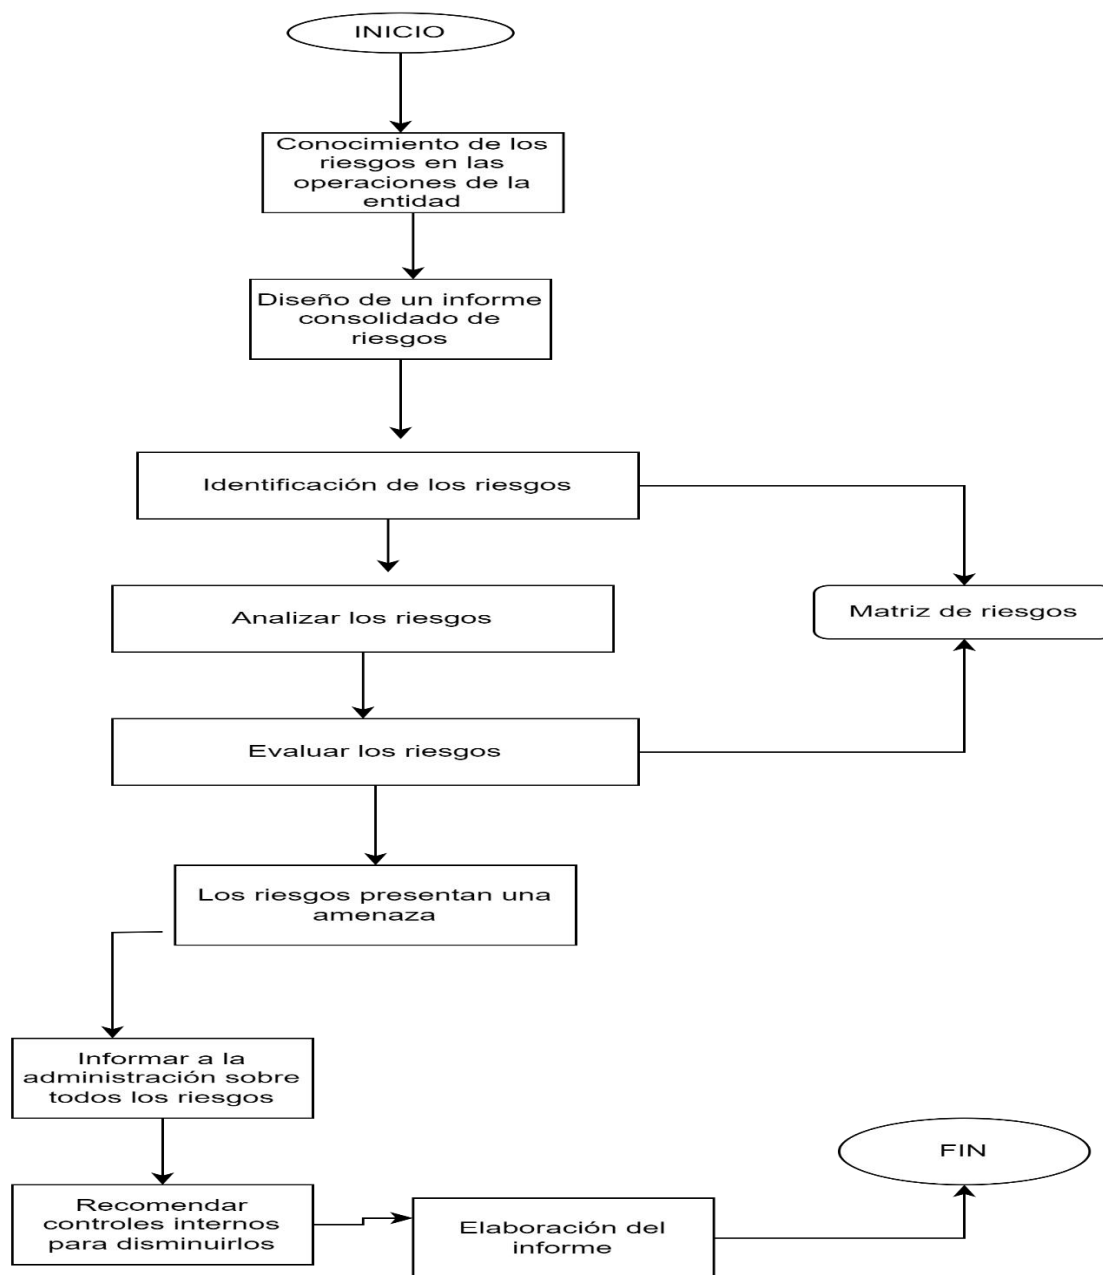 INICIO
Conocimiento de los
riesgos en las
operaciones de la
entidad
Diseño de un informe
consolidado de
riesgos
Identificación de los riesgos
Analizar los riesgos
Matriz de riesgos
Evaluar los riesgos
Los riesgos presentan una
amenaza
Informar a la
administración sobre
todos los riesgos
Recomendar
controles internos
para disminuirlos
Elaboración del
informe
FIN